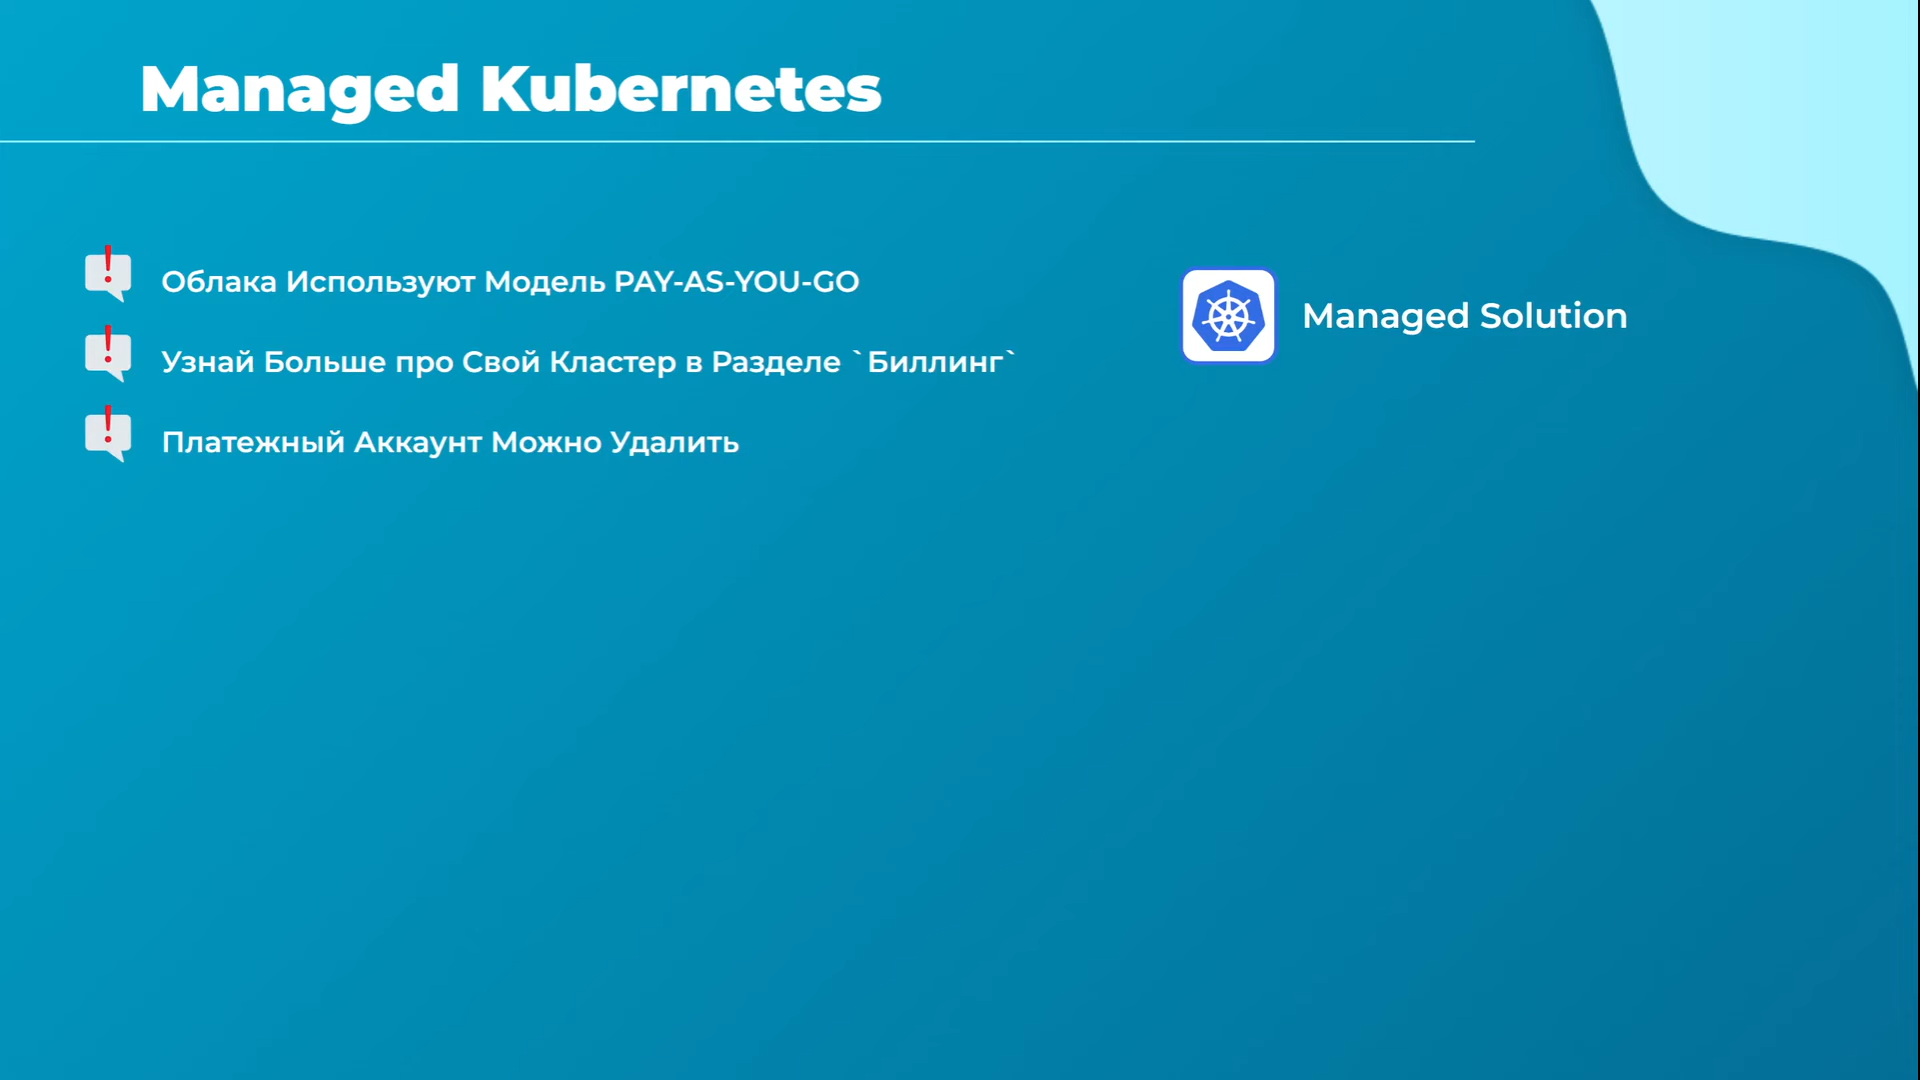 Managed Kubernetes
Облака Используют Модель PAY-AS-YOU-GO
Узнай Больше про Свой Кластер в Разделе `Биллинг`
Платежный Аккаунт Можно Удалить
Managed Solution